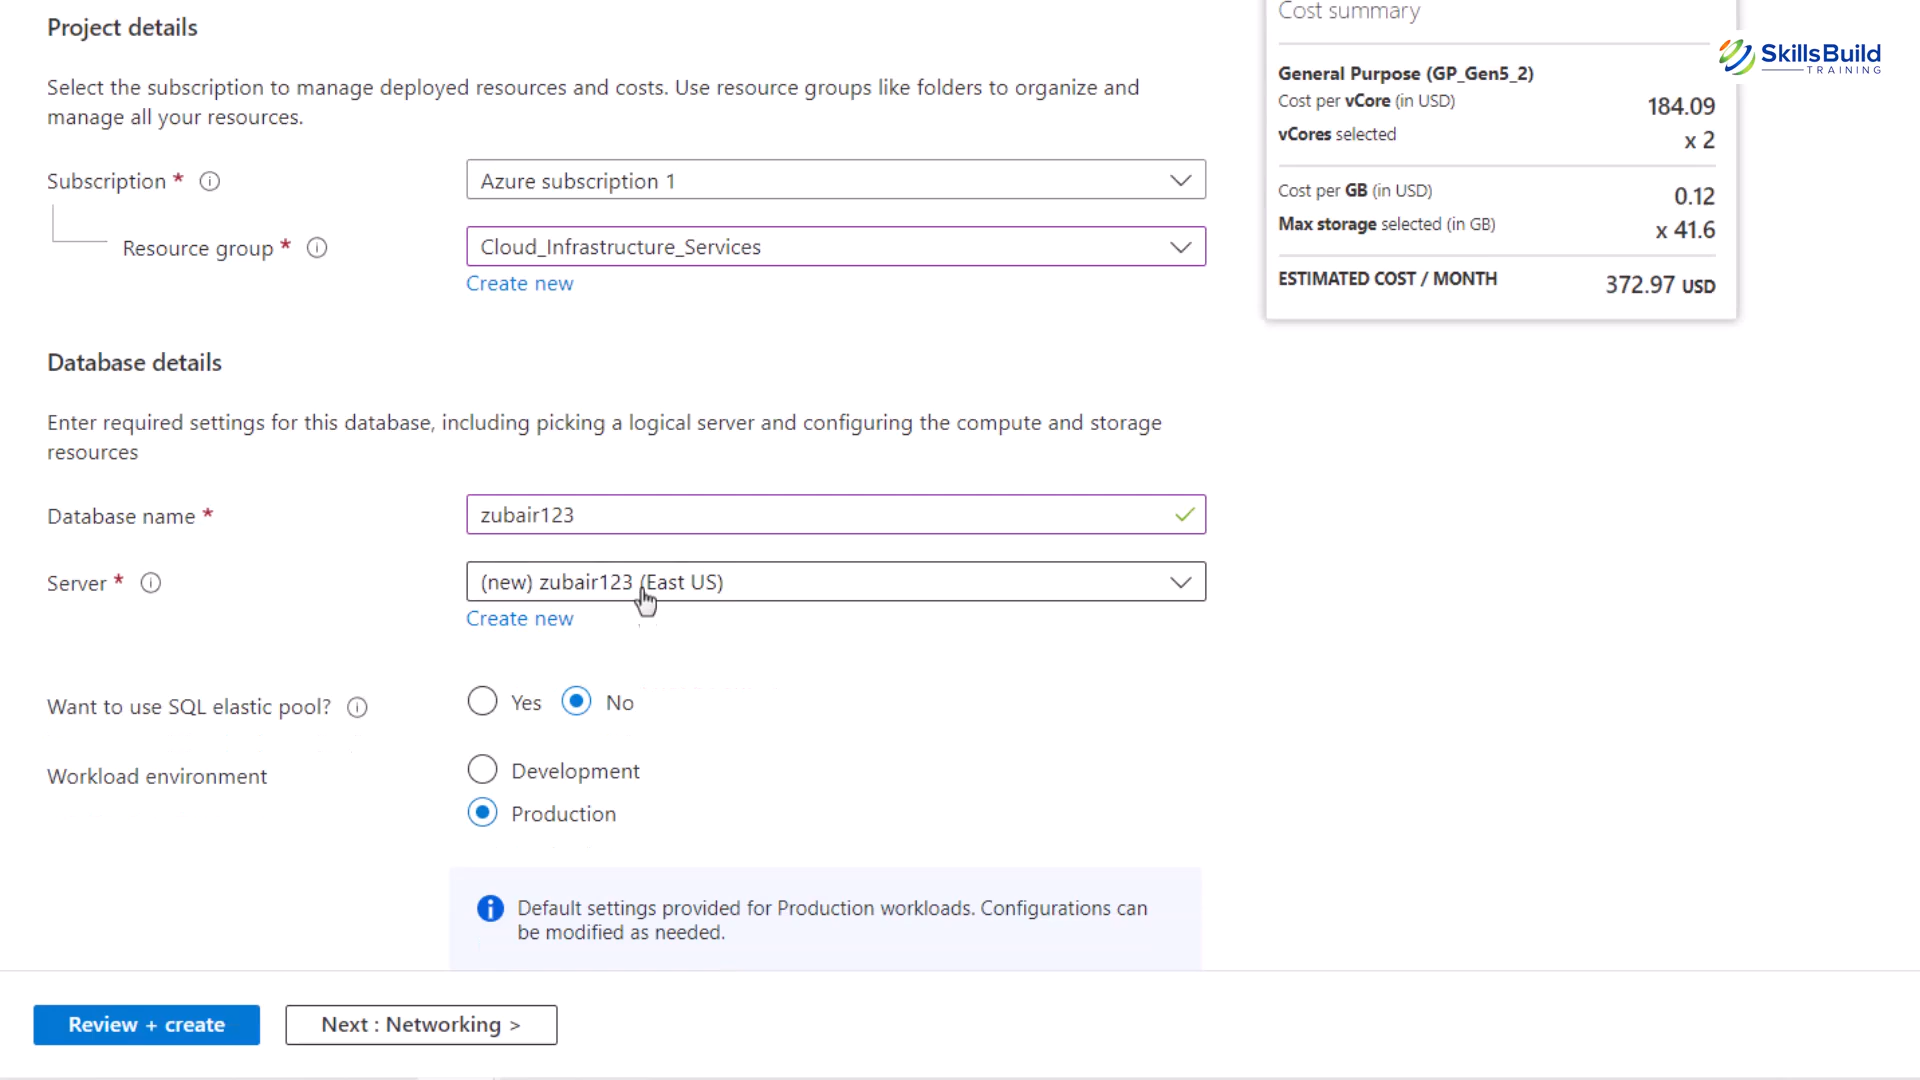 Project details
Cost summary
SkillsBuild
TRAINING
General Purpose (GP_Gen5_2)
Cost per vCore (in USD) 184.09
vCores selected x 2
Select the subscription to manage deployed resources and costs. Use resource groups like folders to organize and
manage all your resources.
Subscription * Azure subscription 1
Cost per GB (in USD) 0.12
Max storage selected (in GB) x 41.6
Resource group * Cloud_Infrastructure_Services
Create new
ESTIMATED COST / MONTH 372.97 USD
Database details
Enter required settings for this database, including picking a logical server and configuring the compute and storage
resources
Database name * zubair123
Server * (new) zubair123 (East US)
Create new
Want to use SQL elastic pool? Yes No
Workload environment Development
Production
Default settings provided for Production workloads. Configurations can
be modified as needed.
Review + create Next : Networking >